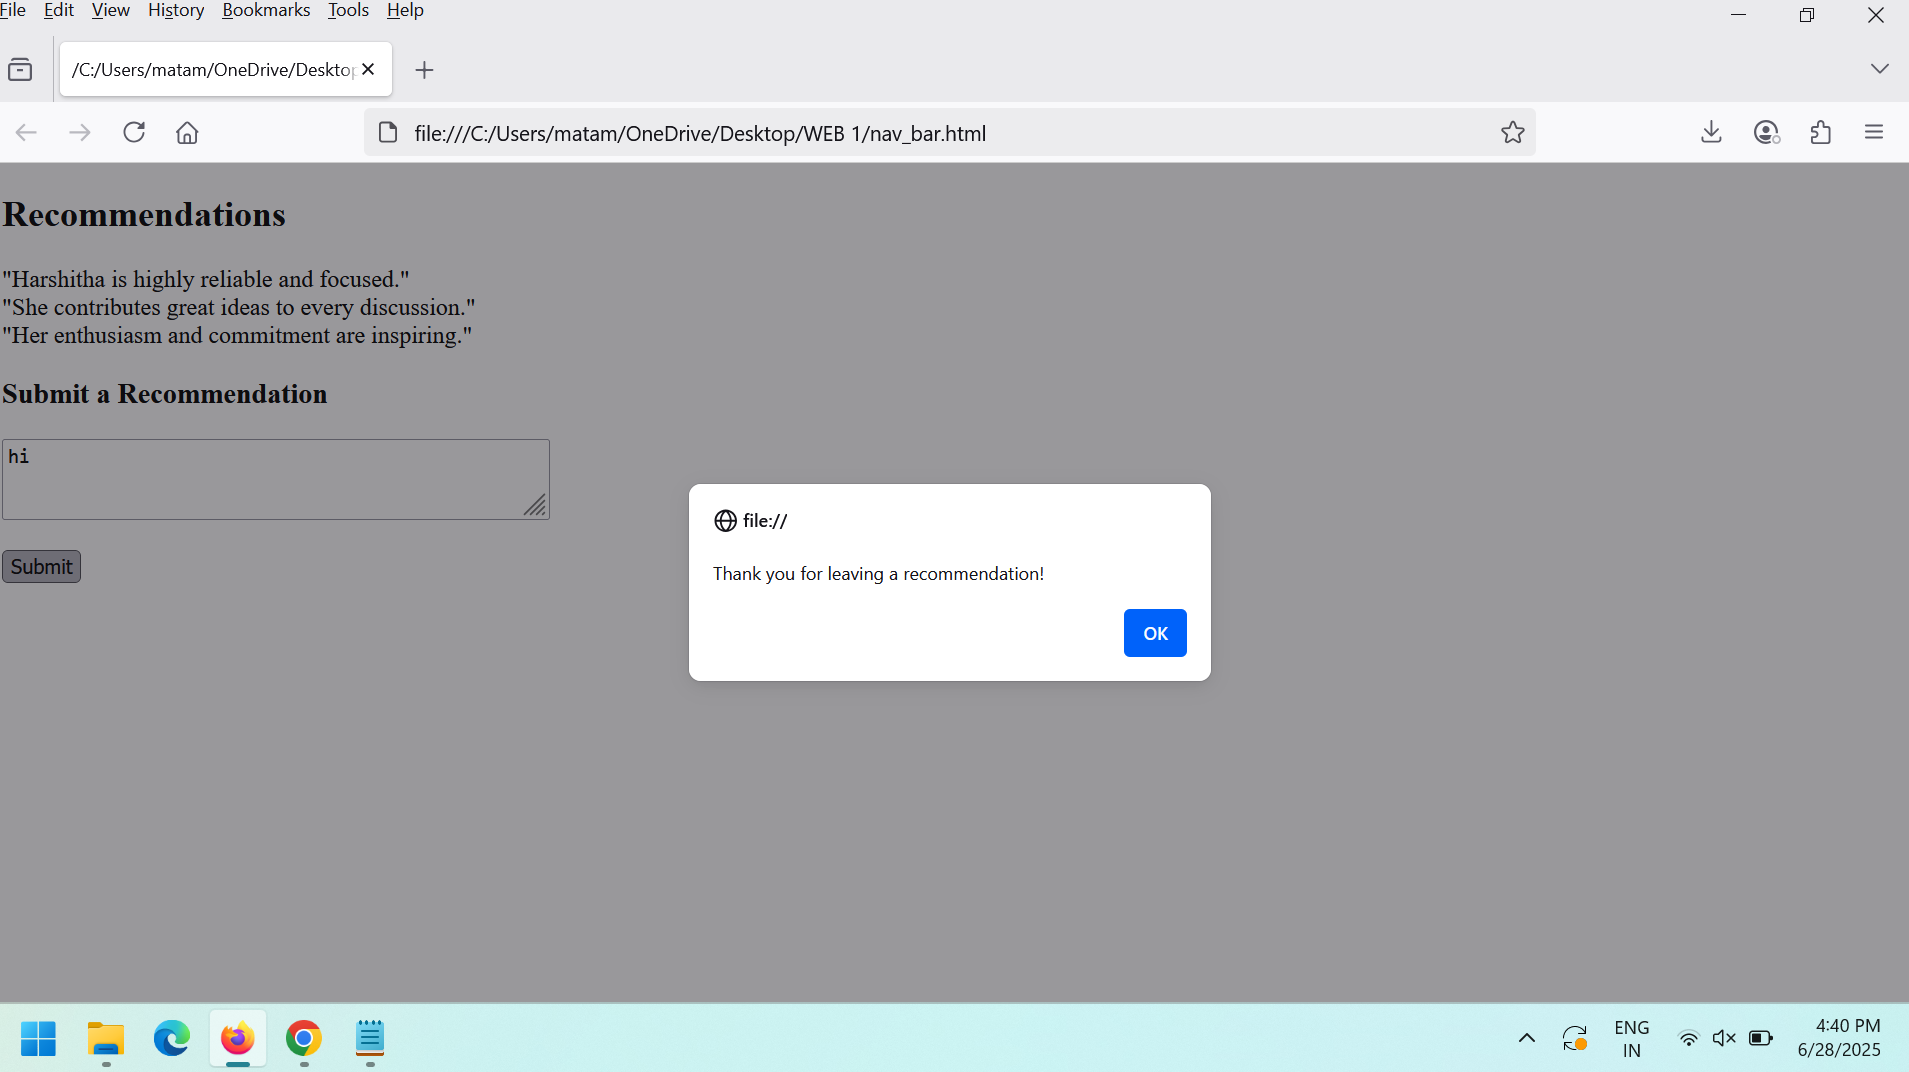 File Edit View History Bookmarks Tools Help
/C:/Users/matam/OneDrive/Desktop
file:///C:/Users/matam/OneDrive/Desktop/WEB 1/nav_bar.html
Recommendations
"Harshitha is highly reliable and focused."
"She contributes great ideas to every discussion."
"Her enthusiasm and commitment are inspiring."
Submit a Recommendation
hi
Submit
file://
Thank you for leaving a recommendation!
OK
ENG
IN
4:40 PM
6/28/2025